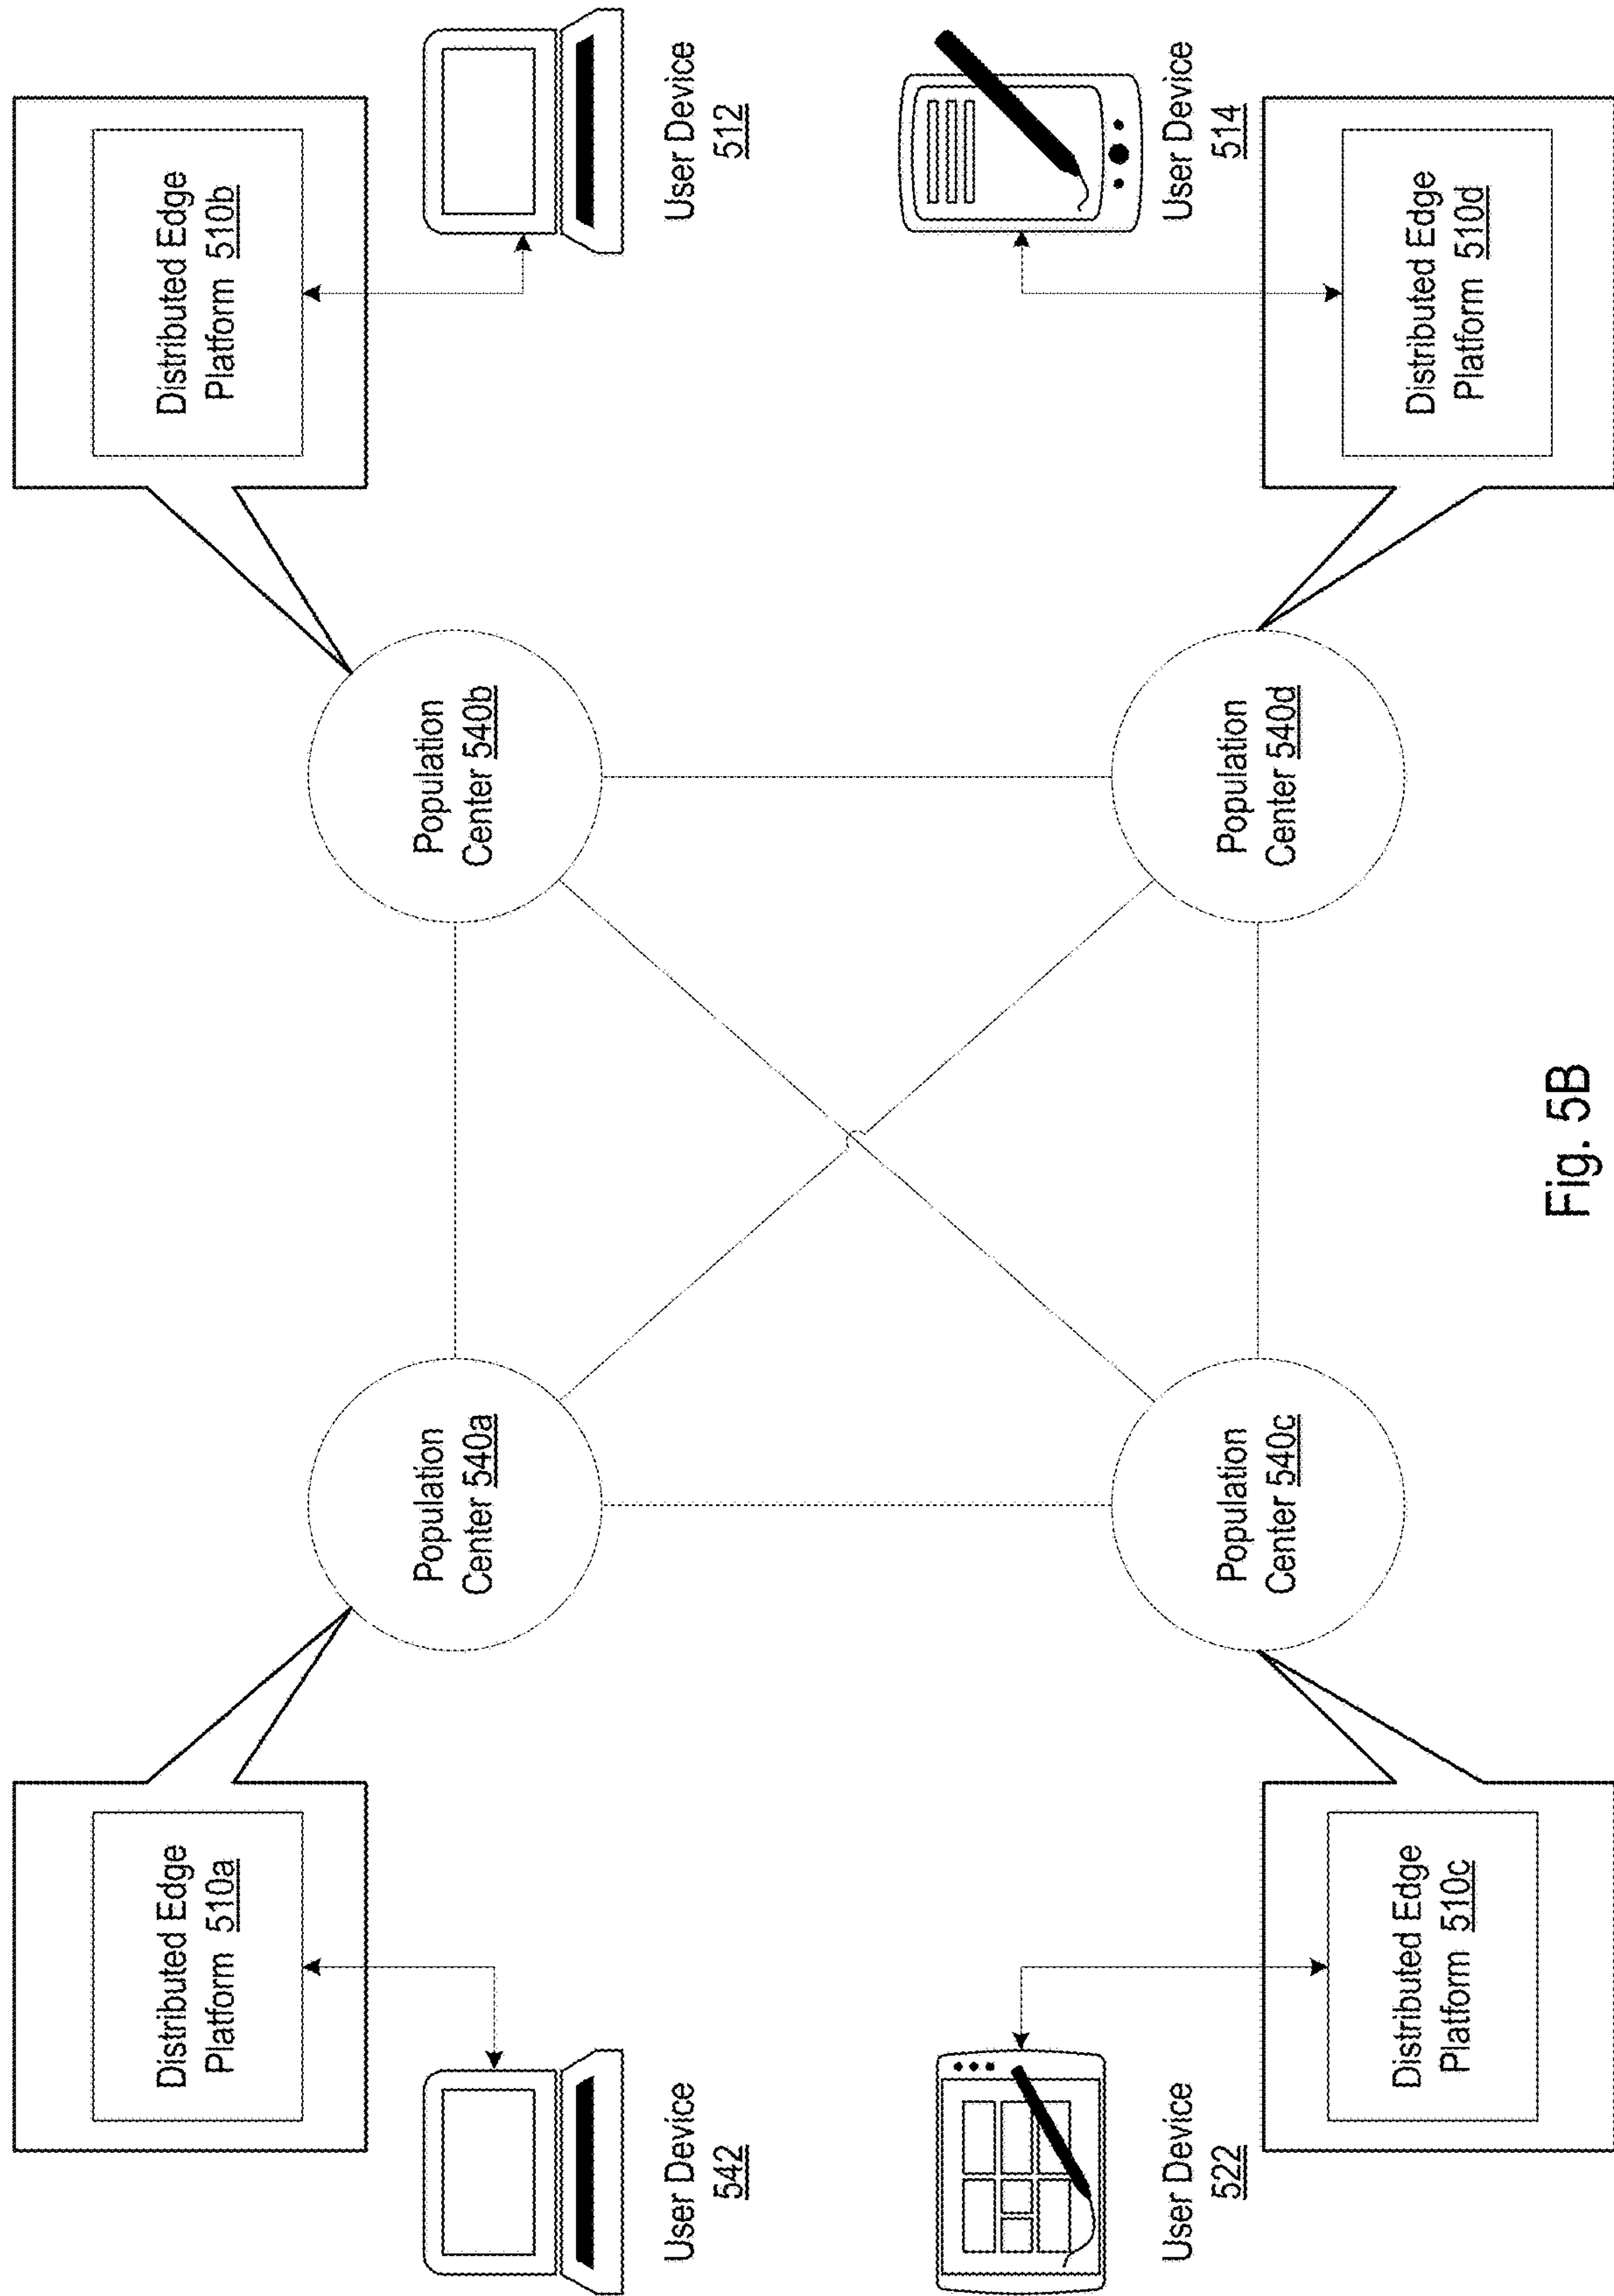 Distributed Edge
Platform 510a
Distributed Edge
Platform 510b
User Device
542
Population
Center 540a
Population
Center 540b
User Device
512
User Device
522
Population
Center 540c
Population
Center 540d
User Device
514
Distributed Edge
Platform 510c
Distributed Edge
Platform 510d
Fig. 5B